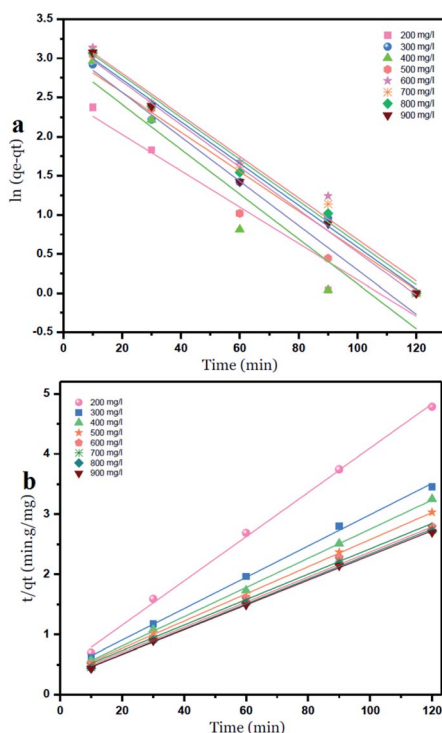 a
ln (qe-qt)
3.5
3.0
2.5
2.0
1.5
1.0
0.5
0.0
-0.5
200 mg/l
300 mg/l
400 mg/l
500 mg/l
600 mg/l
700 mg/l
800 mg/l
900 mg/l
0 20 40 60 80 100 120
Time (min)
b
t/qt (min.g/mg)
5
4
3
2
1
0
200 mg/l
300 mg/l
400 mg/l
500 mg/l
600 mg/l
700 mg/l
800 mg/l
900 mg/l
0 20 40 60 80 100 120
Time (min)